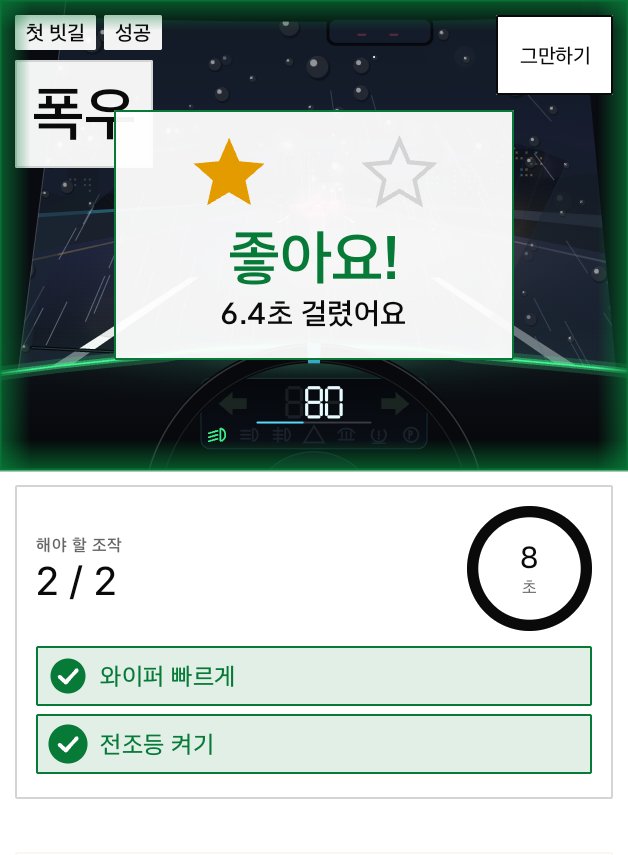 첫 빗길
성공
그만하기
폭우
좋아요!
6.4초 걸렸어요
80
해야 할 조작
2 / 2
8
초
와이퍼 빠르게
전조등 켜기